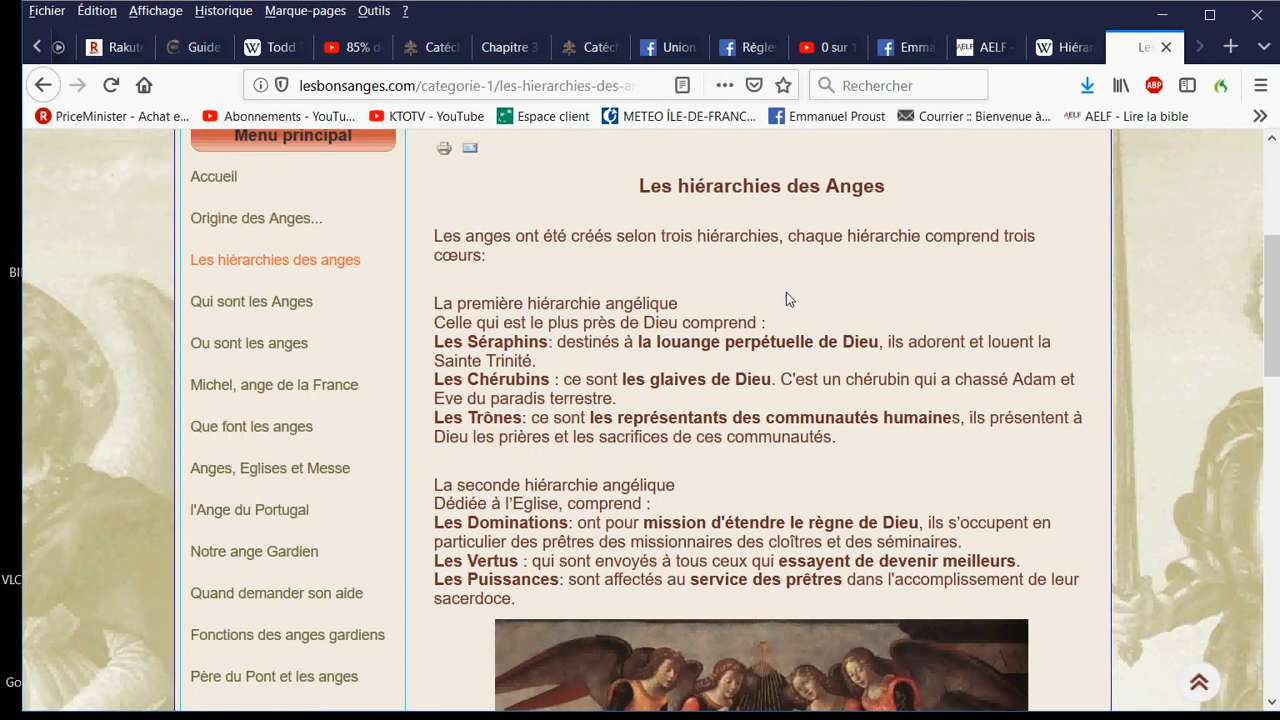 Fichier Édition Affichage Historique Marque-pages Outils ?
Rakute Guide Todd 85% d Catéch Chapitre 3 Catéch Union Règles 0 sur 1 Emma AELF - Hiérar Les
lesbonsanges.com/categorie-1/les-hierarchies-des-ar
Rechercher
PriceMinister - Achat e... Abonnements - YouTu... KTOTV - YouTube Espace client METEO ÎLE-DE-FRANC... Emmanuel Proust Courrier :: Bienvenue à... AELF - Lire la bible
Menu principal
Accueil
Origine des Anges...
Les hiérarchies des anges
Qui sont les Anges
Ou sont les anges
Michel, ange de la France
Que font les anges
Anges, Eglises et Messe
l'Ange du Portugal
Notre ange Gardien
Quand demander son aide
Fonctions des anges gardiens
Père du Pont et les anges
Les hiérarchies des Anges
Les anges ont été créés selon trois hiérarchies, chaque hiérarchie comprend trois
cœurs:
La première hiérarchie angélique
Celle qui est le plus près de Dieu comprend :
Les Séraphins: destinés à la louange perpétuelle de Dieu, ils adorent et louent la
Sainte Trinité.
Les Chérubins : ce sont les glaives de Dieu. C'est un chérubin qui a chassé Adam et
Eve du paradis terrestre.
Les Trônes: ce sont les représentants des communautés humaines, ils présentent à
Dieu les prières et les sacrifices de ces communautés.
La seconde hiérarchie angélique
Dédiée à l’Eglise, comprend :
Les Dominations: ont pour mission d'étendre le règne de Dieu, ils s’occupent en
particulier des prêtres des missionnaires des cloîtres et des séminaires.
Les Vertus : qui sont envoyés à tous ceux qui essayent de devenir meilleurs.
Les Puissances: sont affectés au service des prêtres dans l'accomplissement de leur
sacerdoce.
VLC
Go